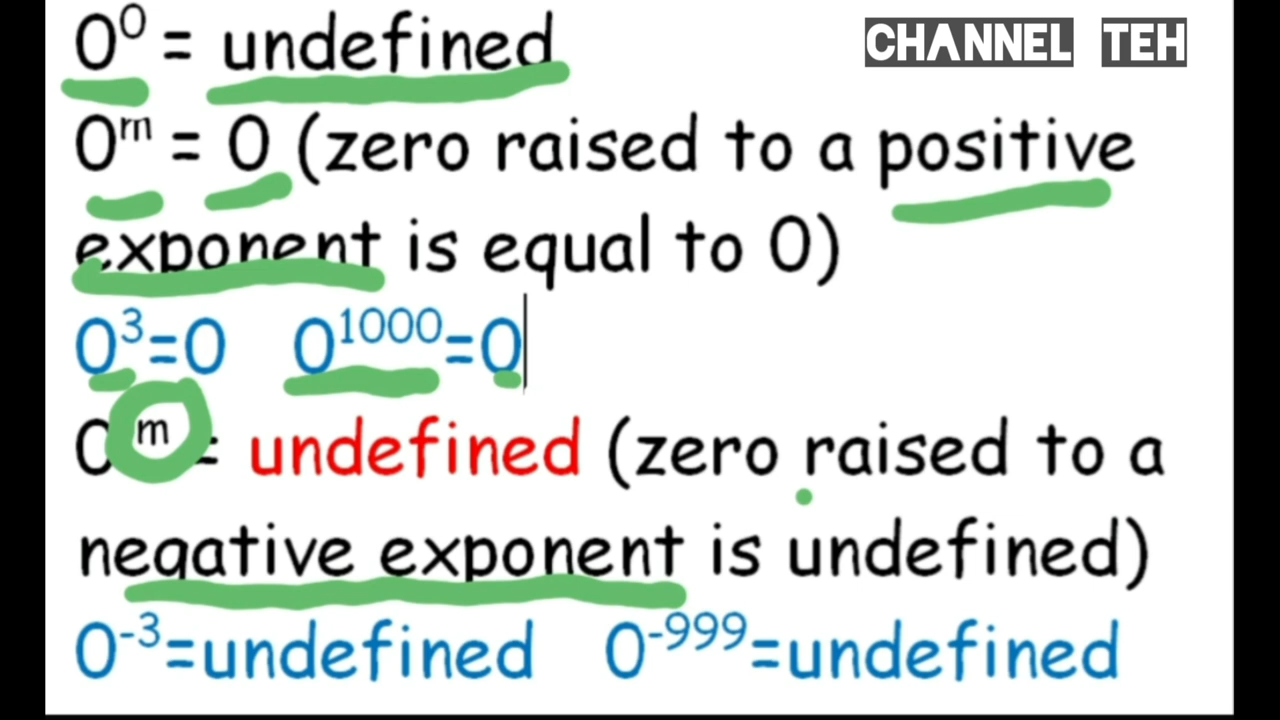 CHANNEL TEH
0⁰ = undefined
0ᵐ = 0 (zero raised to a positive
exponent is equal to 0)
0³=0 0¹⁰⁰⁰=0
0ᵐ = undefined (zero raised to a
negative exponent is undefined)
0⁻³=undefined 0⁻⁹⁹⁹=undefined